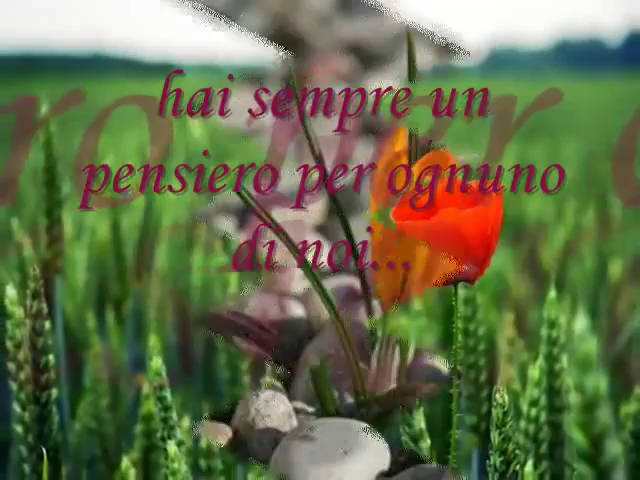 hai sempre un
pensiero per ognuno
di noi...